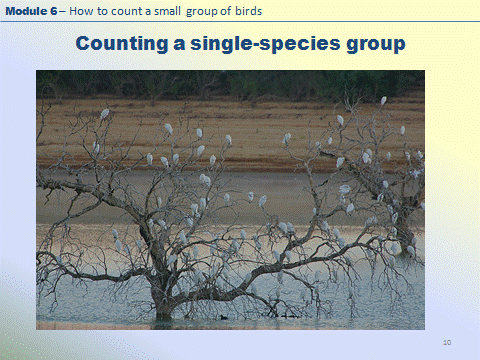 Module 6 – How to count a small group of birds
Counting a single-species group
10